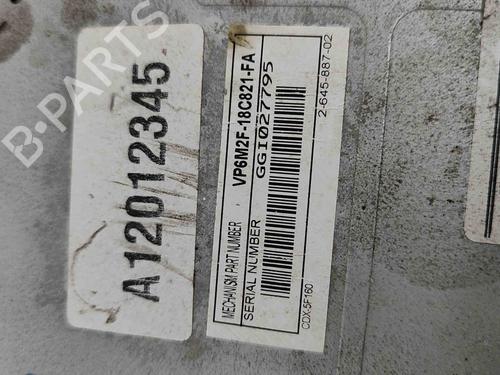 B-PARTS
A12012345
MECHANISM PART NUMBER VP6M2F-18C821-FA
SERIAL NUMBER GGI027795
CDX-5F160
2-645-887-02